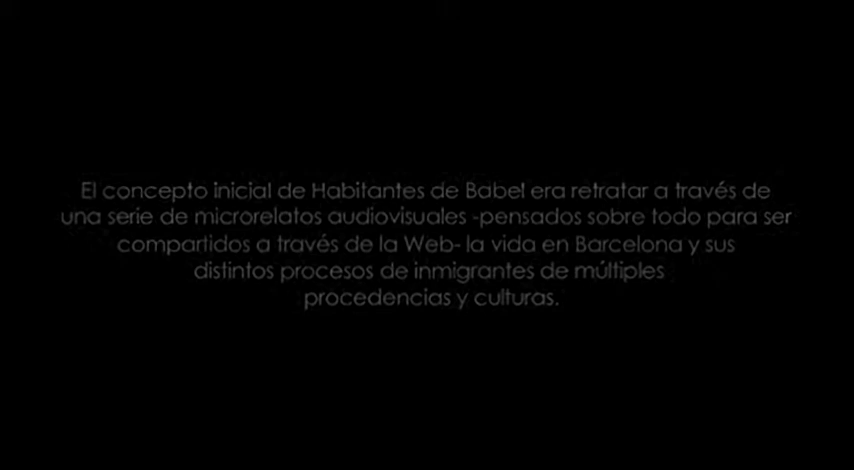 El concepto inicial de Habitantes de Babel era retratar a través de
una serie de microrelatos audiovisuales -pensados sobre todo para ser
compartidos a través de la Web- la vida en Barcelona y sus
distintos procesos de inmigrantes de múltiples
procedencias y culturas.